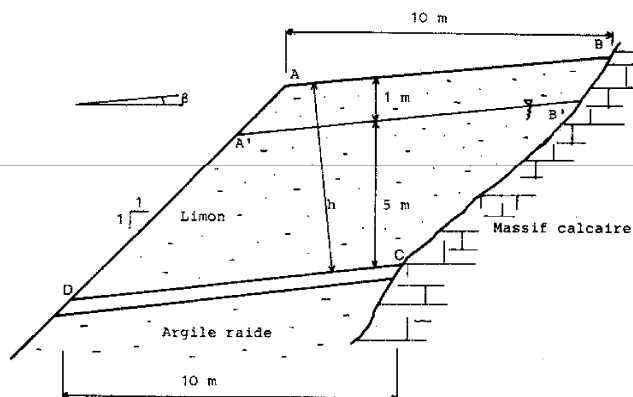 10 m
B
A
β
1 m
B'
A'
1
1
Limon
h
5 m
Massif calcaire
C
D
Argile raide
10 m